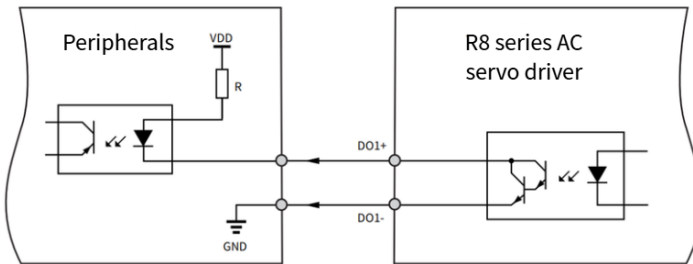 Peripherals
VDD
R
R8 series AC
servo driver
DO1+
DO1-
GND